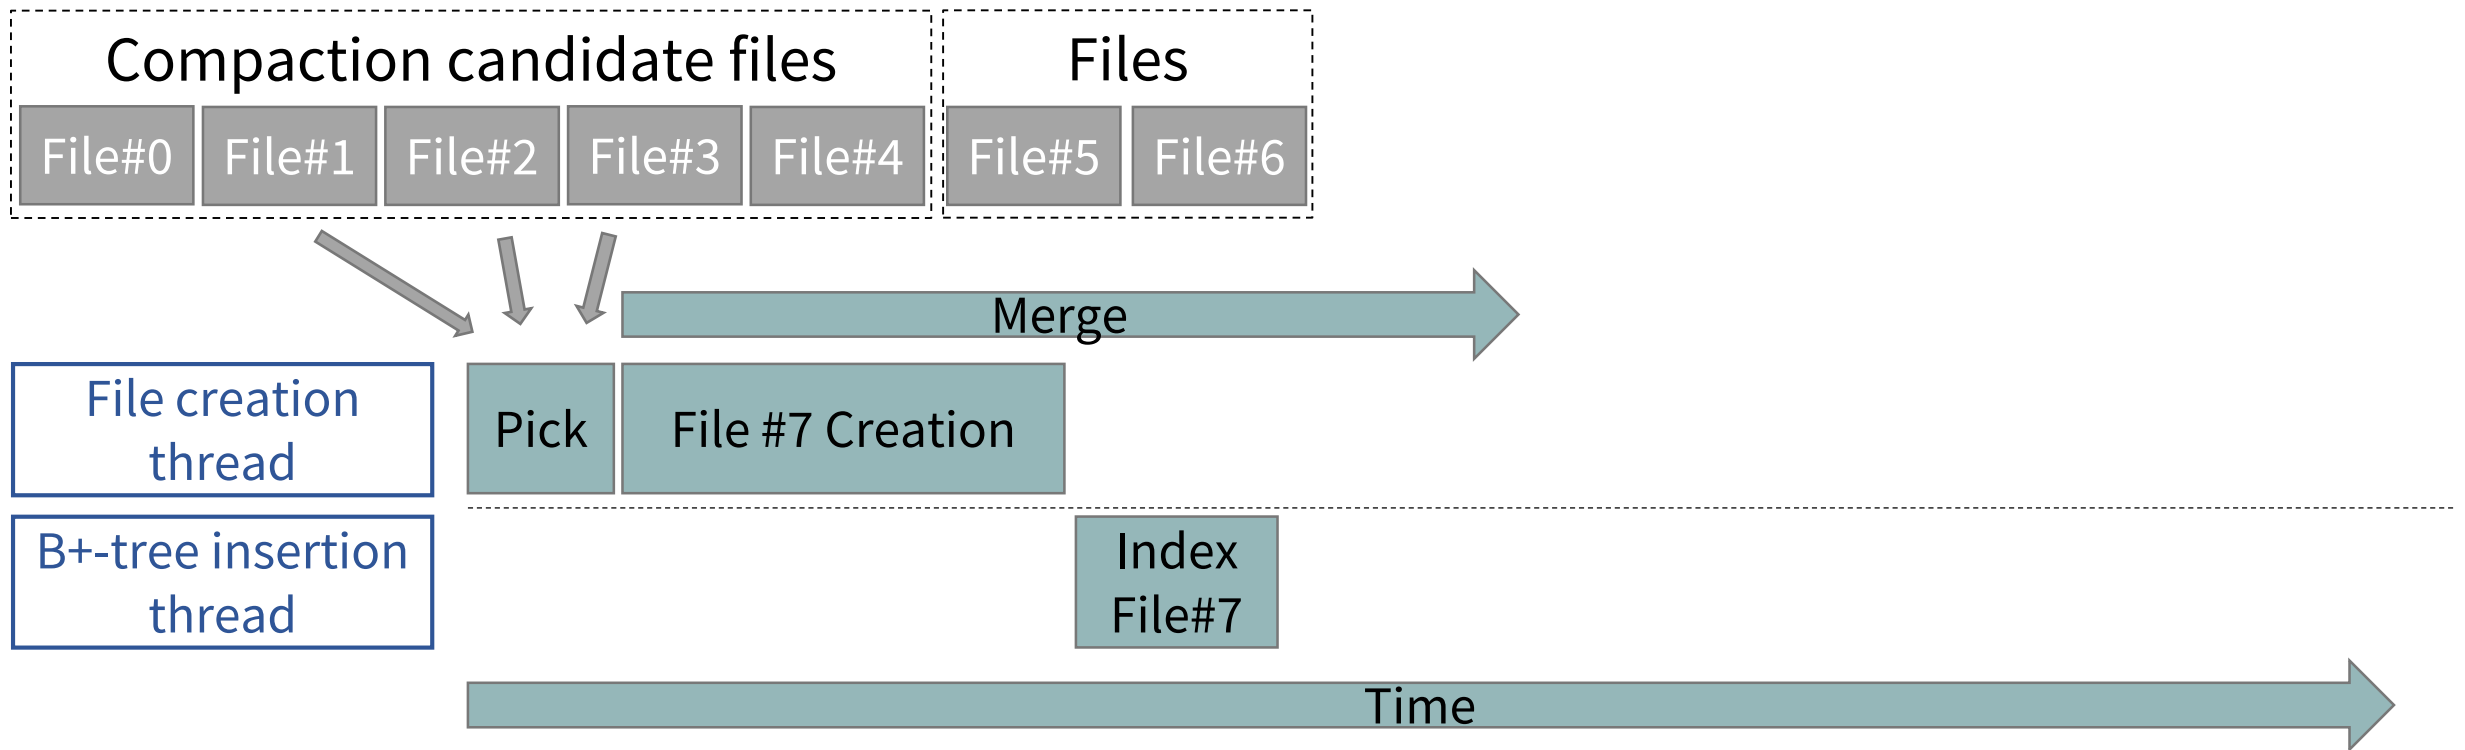 Compaction candidate files
Files
File#0
File#1
File#2
File#3
File#4
File#5
File#6
Merge
File creation
thread
Pick
File #7 Creation
B+-tree insertion
thread
Index
File#7
Time